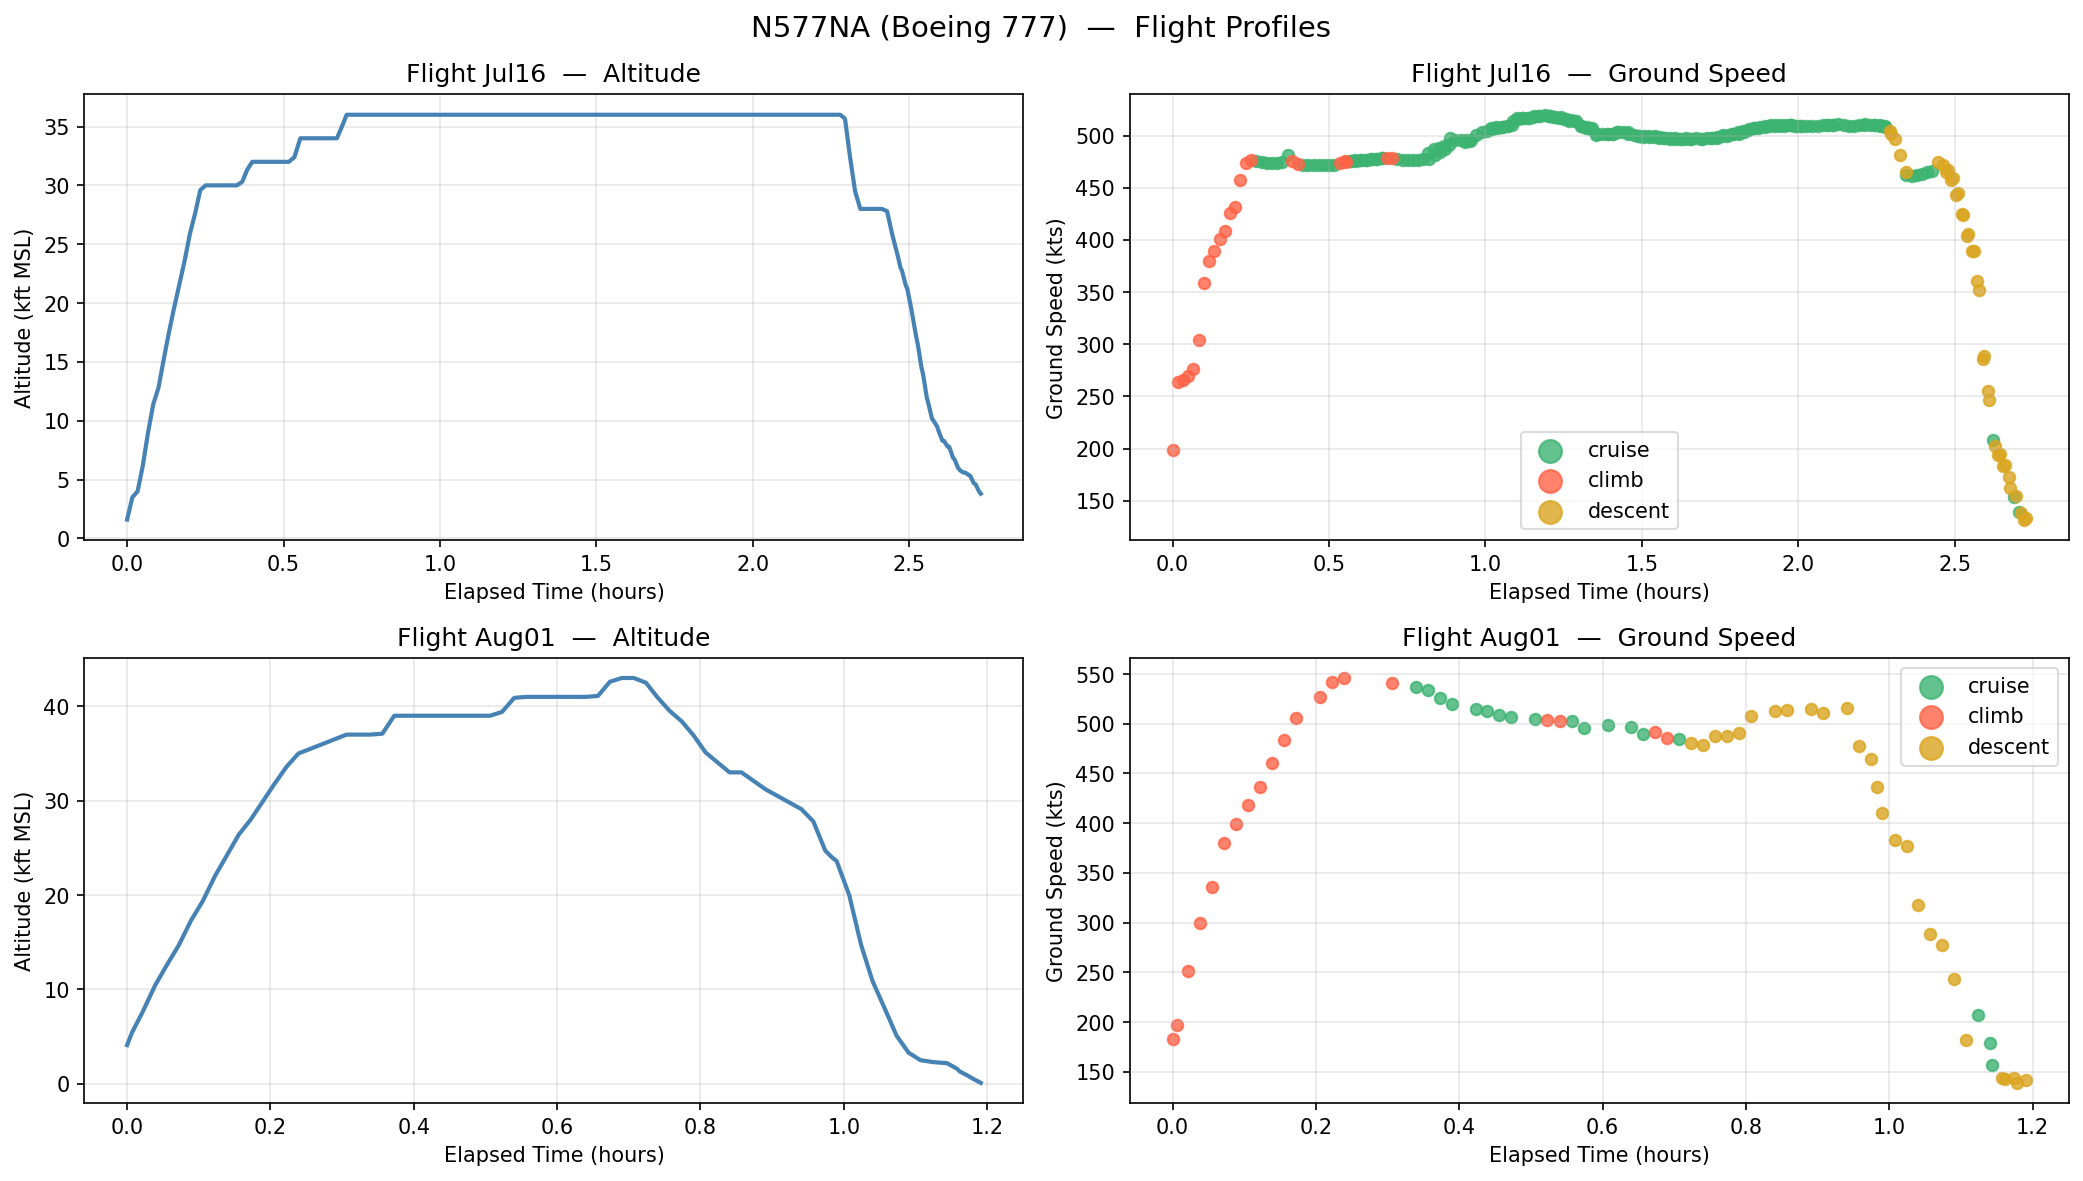 N577NA (Boeing 777)  —  Flight Profiles
Flight Jul16  —  Altitude
Altitude (kft MSL)
35
30
25
20
15
10
5
0
0.0 0.5 1.0 1.5 2.0 2.5
Elapsed Time (hours)
Flight Jul16  —  Ground Speed
Ground Speed (kts)
500
450
400
350
300
250
200
150
cruise
climb
descent
0.0 0.5 1.0 1.5 2.0 2.5
Elapsed Time (hours)
Flight Aug01  —  Altitude
Altitude (kft MSL)
40
30
20
10
0
0.0 0.2 0.4 0.6 0.8 1.0 1.2
Elapsed Time (hours)
Flight Aug01  —  Ground Speed
Ground Speed (kts)
550
500
450
400
350
300
250
200
150
cruise
climb
descent
0.0 0.2 0.4 0.6 0.8 1.0 1.2
Elapsed Time (hours)